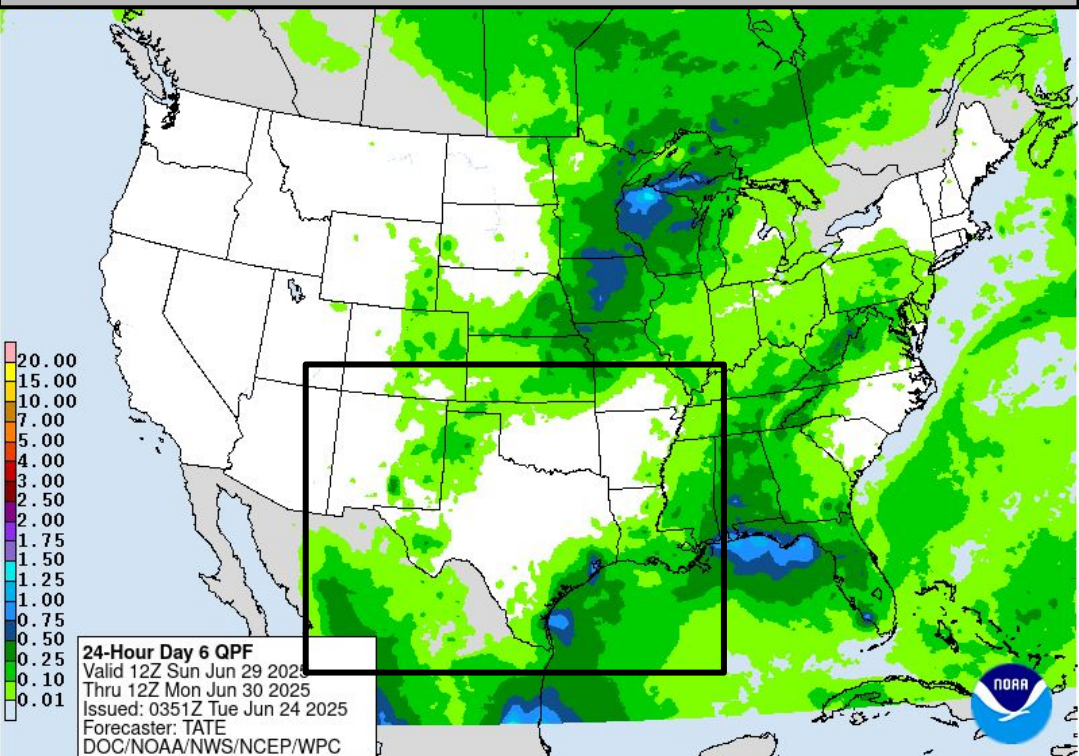 20.00
15.00
10.00
7.00
5.00
4.00
3.00
2.50
2.00
1.75
1.50
1.25
1.00
0.75
0.50
0.25
0.10
0.01
24-Hour Day 6 QPF
Valid 12Z Sun Jun 29 2025
Thru 12Z Mon Jun 30 2025
Issued: 0351Z Tue Jun 24 2025
Forecaster: TATE
DOC/NOAA/NWS/NCEP/WPC
NOAA